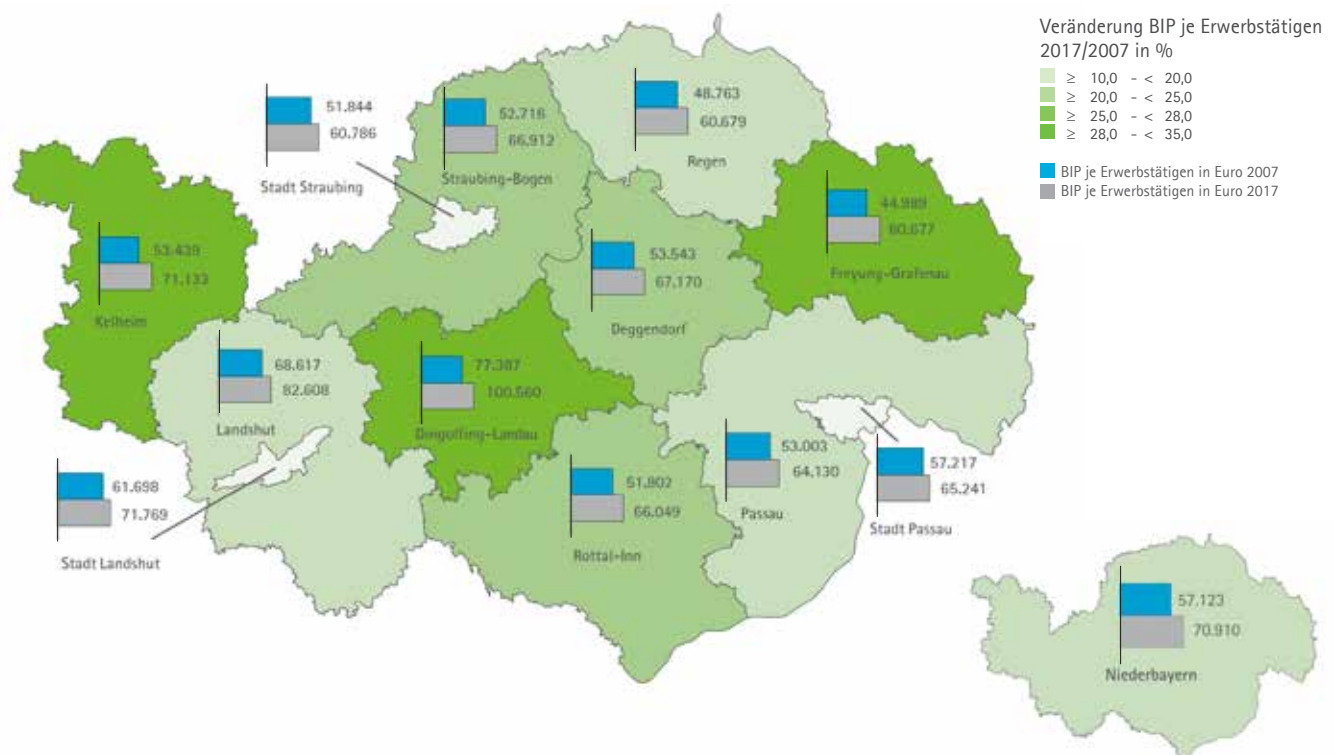 Veränderung BIP je Erwerbstätigen
2017/2007 in %
≥ 10,0 - < 20,0
≥ 20,0 - < 25,0
≥ 25,0 - < 28,0
≥ 28,0 - < 35,0
BIP je Erwerbstätigen in Euro 2007
BIP je Erwerbstätigen in Euro 2017
51.844
60.786
Stadt Straubing
52.716
66.912
Straubing-Bogen
48.763
60.679
Regen
44.989
60.677
Freyung-Grafenau
53.439
71.133
Kelheim
53.543
67.170
Deggendorf
68.617
82.608
Landshut
77.387
100.560
Dingolfing-Landau
61.698
71.769
Stadt Landshut
51.802
66.049
Rottal-Inn
53.003
64.130
Passau
57.217
65.241
Stadt Passau
57.123
70.910
Niederbayern